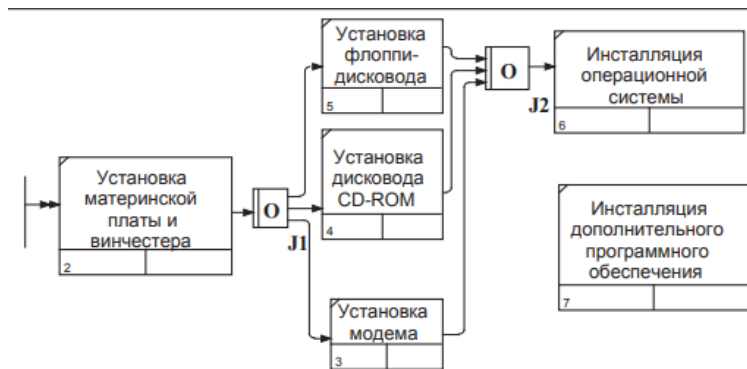 Установка
флоппи-
дисковода
5
O
J2
Инсталляция
операционной
системы
6
Установка
материнской
платы и
винчестера
2
O
J1
Установка
дисковода
CD-ROM
4
Инсталляция
дополнительного
программного
обеспечения
7
Установка
модема
3